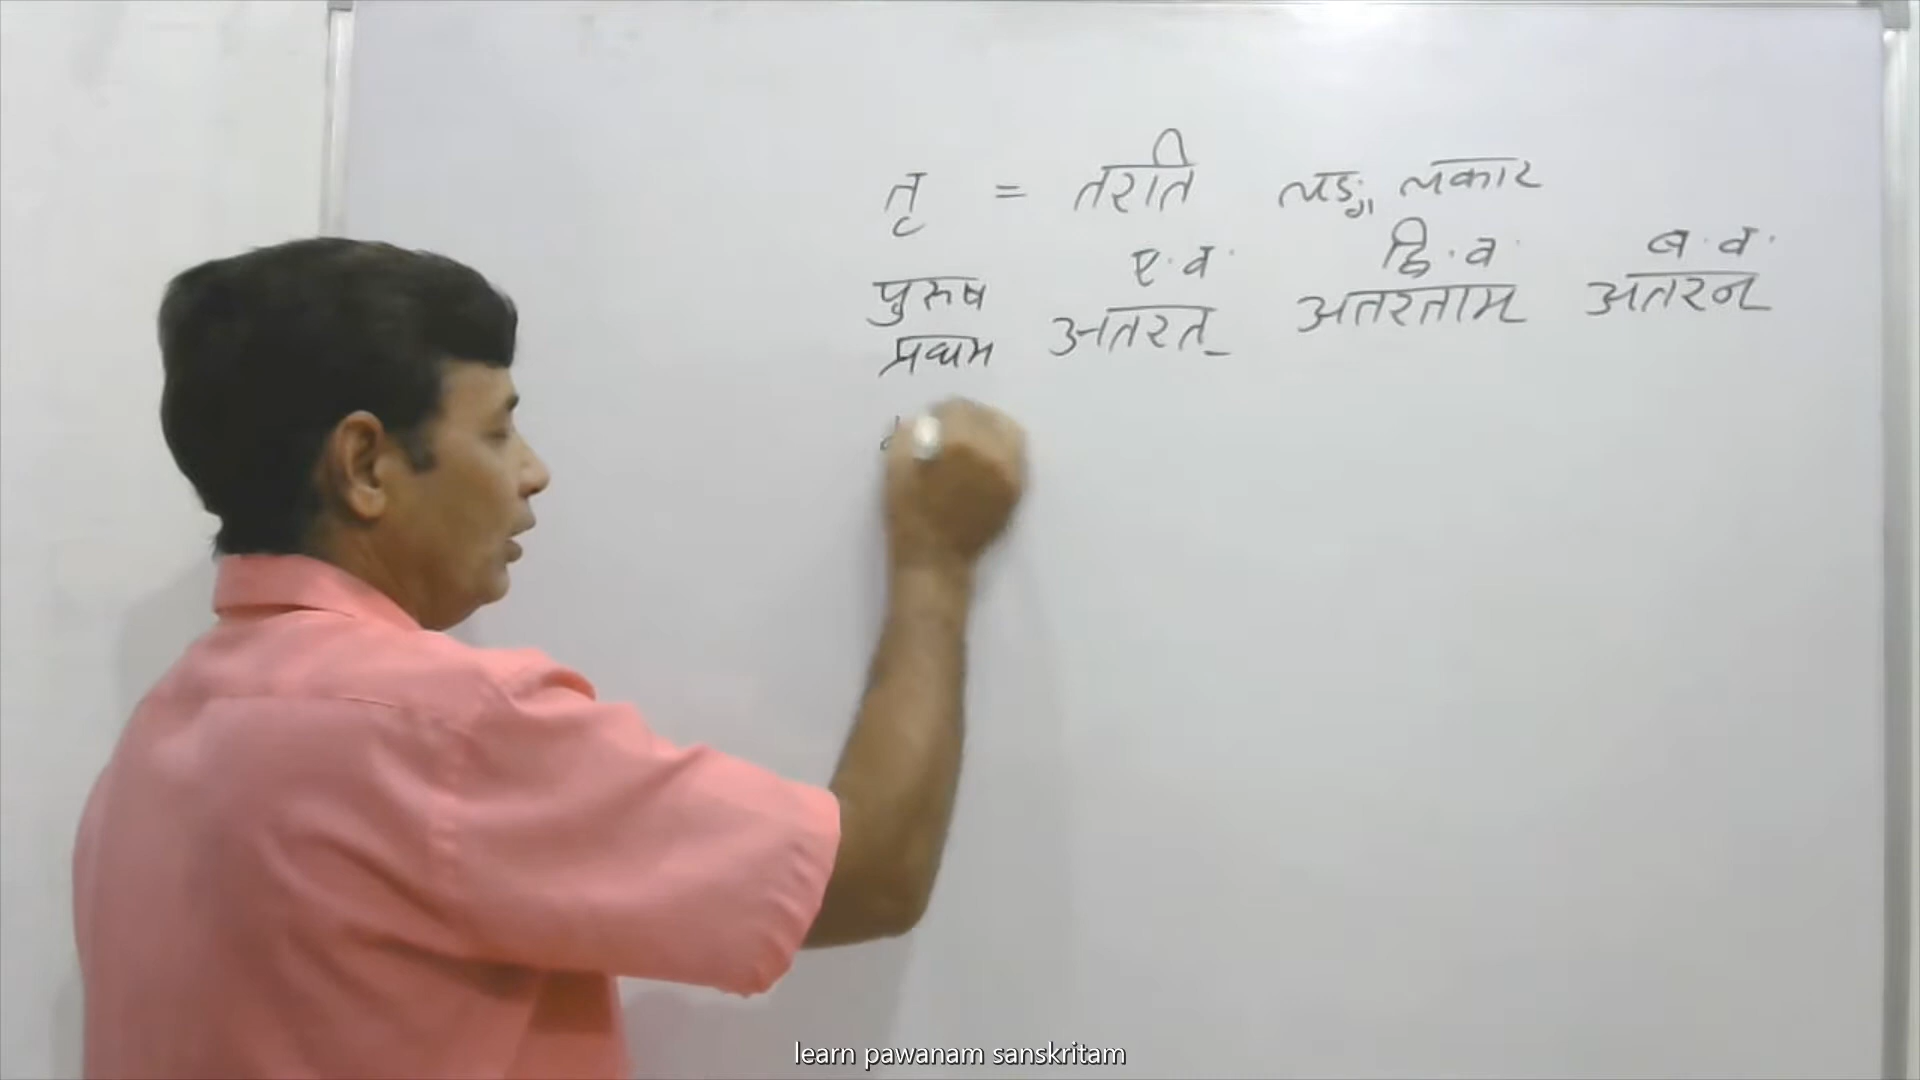 तृ = तरति लङ् लकार
पुरुष ए.व. द्वि.व. ब.व.
प्रथम अतरत् अतरताम् अतरन्
learn pawanam sanskritam